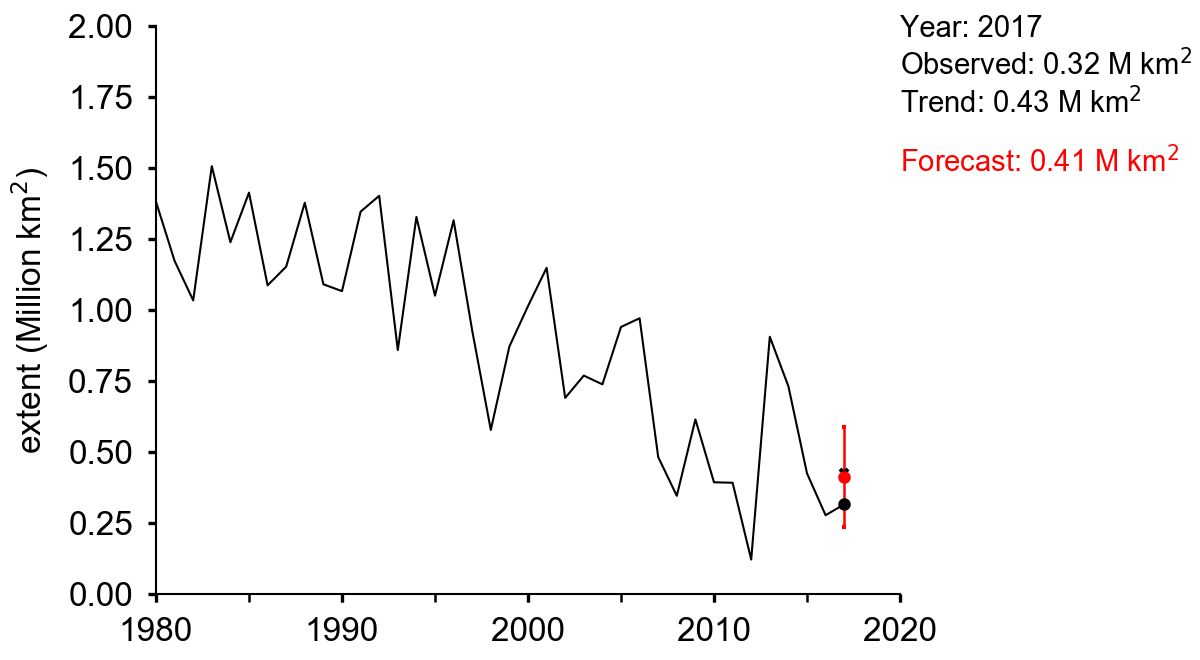 2.00
1.75
1.50
1.25
1.00
0.75
0.50
0.25
0.00
extent (Million km²)
1980 1990 2000 2010 2020
Year: 2017
Observed: 0.32 M km²
Trend: 0.43 M km²
Forecast: 0.41 M km²